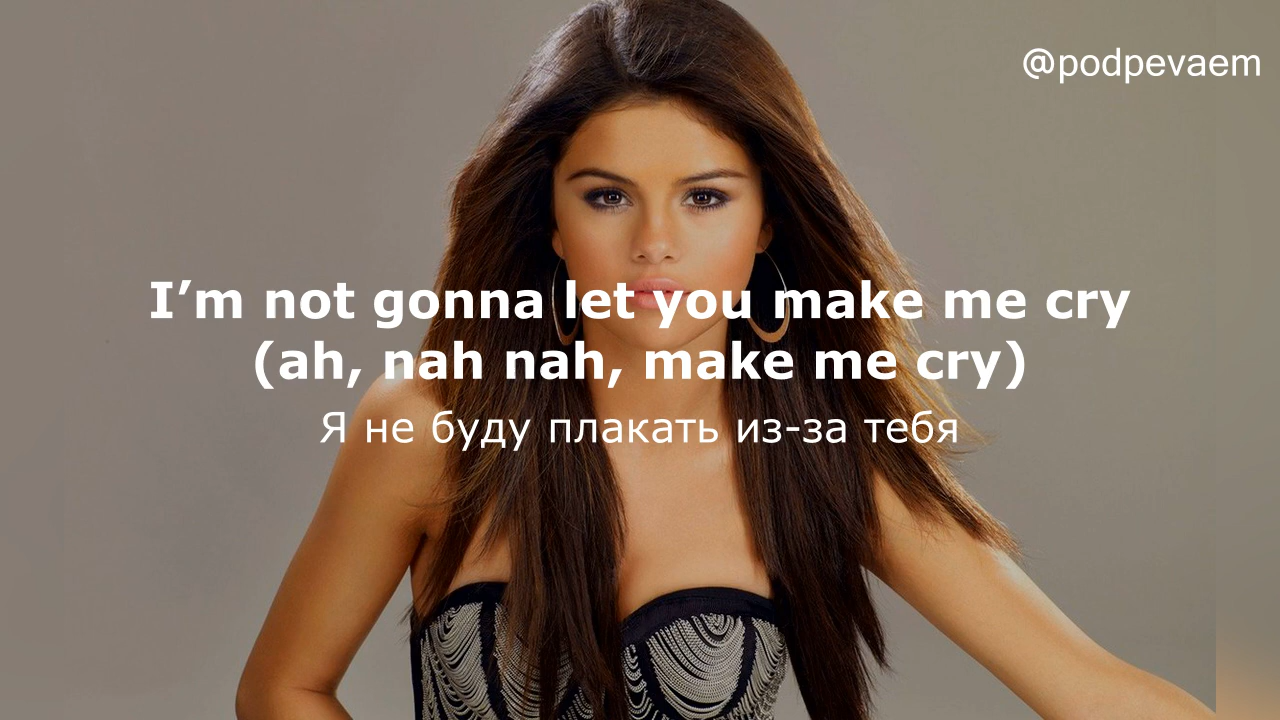 @podpevaem
I’m not gonna let you make me cry
(ah, nah nah, make me cry)
Я не буду плакать из-за тебя